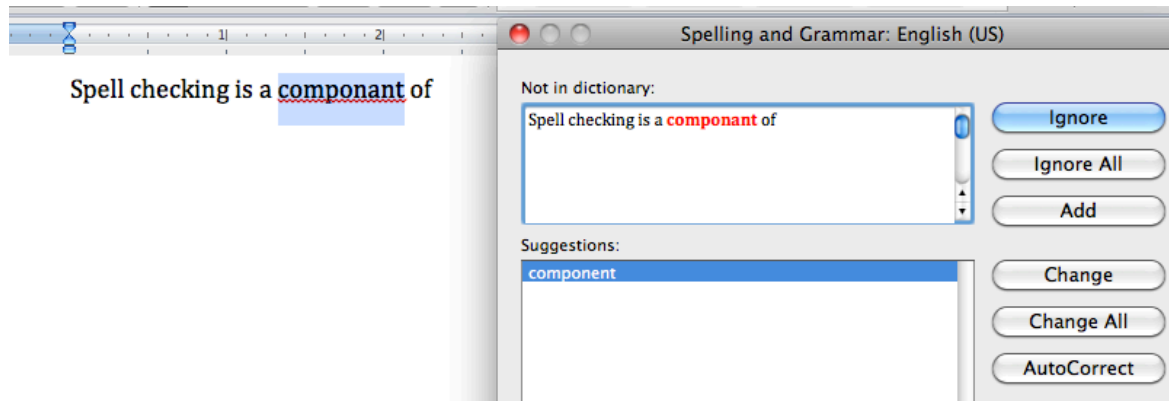 1
2
Spell checking is a componant of
Spelling and Grammar: English (US)
Not in dictionary:
Spell checking is a componant of
Ignore
Ignore All
Add
Suggestions:
component
Change
Change All
AutoCorrect